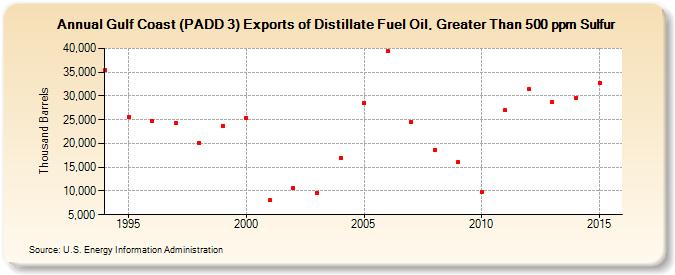 Annual Gulf Coast (PADD 3) Exports of Distillate Fuel Oil, Greater Than 500 ppm Sulfur
Thousand Barrels
40,000
35,000
30,000
25,000
20,000
15,000
10,000
5,000
1995 2000 2005 2010 2015
Source: U.S. Energy Information Administration